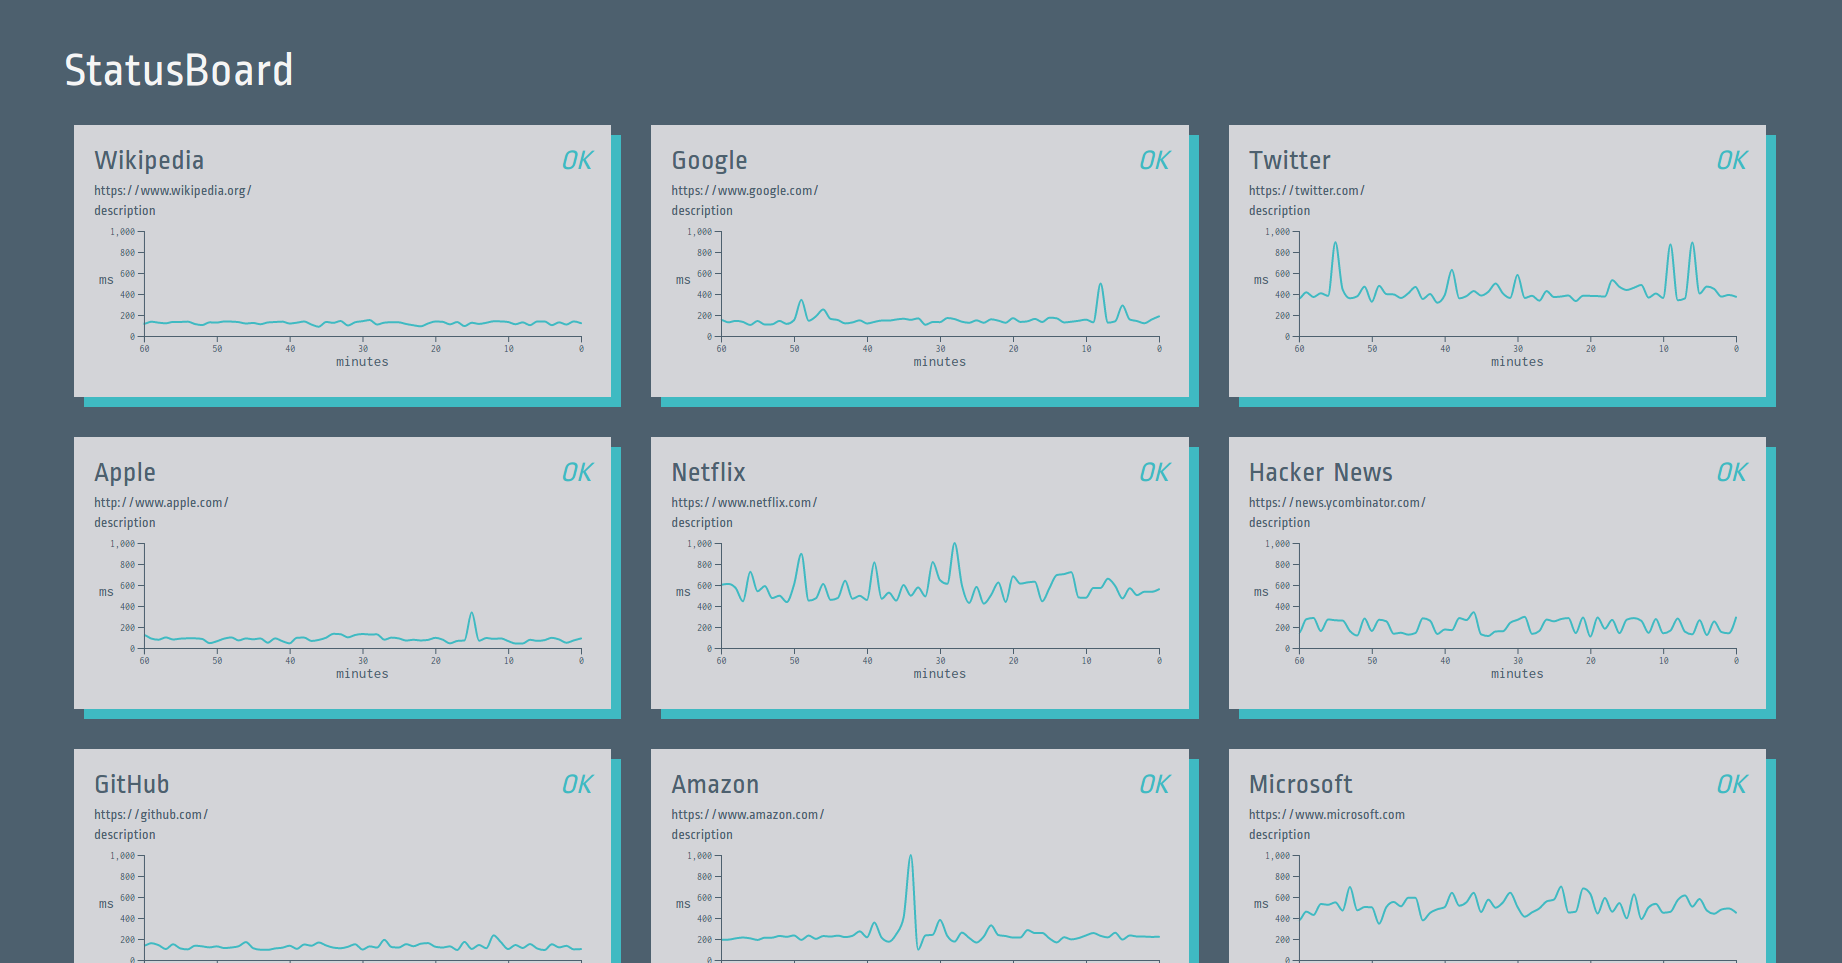 StatusBoard
Wikipedia OK
https://www.wikipedia.org/
description
1,000
800
ms 600
400
200
0
60 50 40 30 20 10 0
minutes
Google OK
https://www.google.com/
description
1,000
800
ms 600
400
200
0
60 50 40 30 20 10 0
minutes
Twitter OK
https://twitter.com/
description
1,000
800
ms 600
400
200
0
60 50 40 30 20 10 0
minutes
Apple OK
http://www.apple.com/
description
1,000
800
ms 600
400
200
0
60 50 40 30 20 10 0
minutes
Netflix OK
https://www.netflix.com/
description
1,000
800
ms 600
400
200
0
60 50 40 30 20 10 0
minutes
Hacker News OK
https://news.ycombinator.com/
description
1,000
800
ms 600
400
200
0
60 50 40 30 20 10 0
minutes
GitHub OK
https://github.com/
description
1,000
800
ms 600
400
200
0
Amazon OK
https://www.amazon.com/
description
1,000
800
ms 600
400
200
0
Microsoft OK
https://www.microsoft.com
description
1,000
800
ms 600
400
200
0